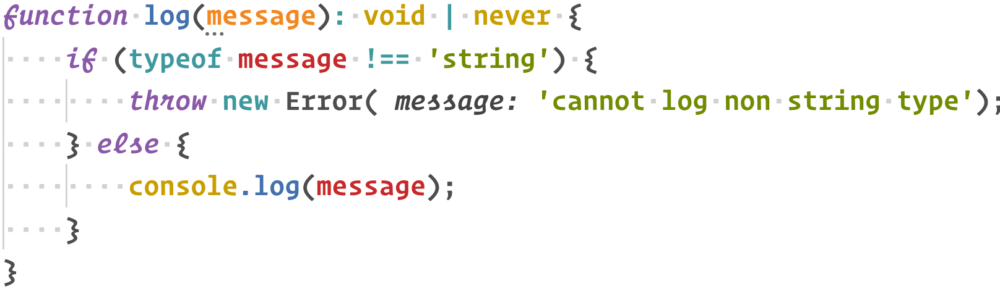 function log(message): void | never {
    if (typeof message !== 'string') {
        throw new Error( message: 'cannot log non string type');
    } else {
        console.log(message);
    }
}